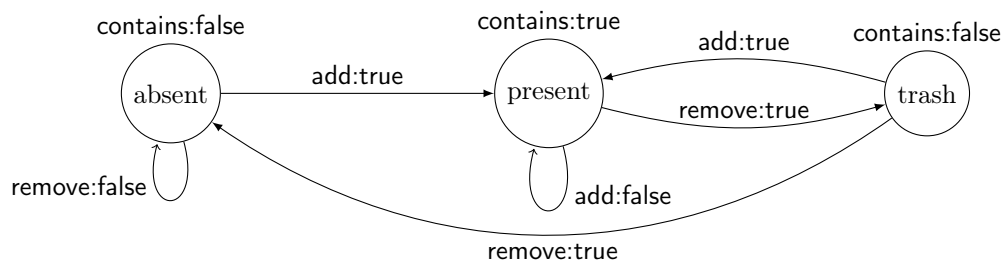 contains:false
contains:true
contains:false
add:true
add:true
absent
present
trash
remove:true
remove:false
add:false
remove:true